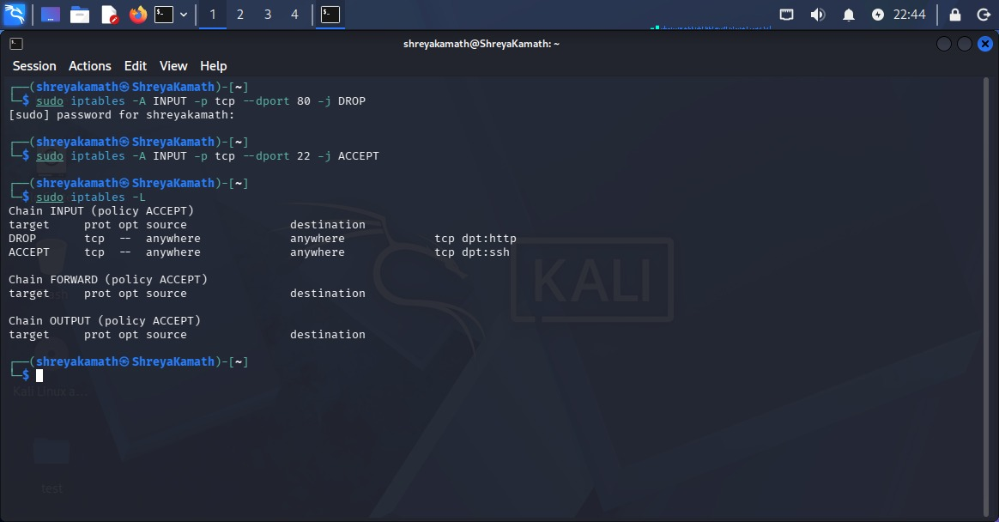 1 2 3 4 22:44
shreyakamath@ShreyaKamath: ~
Session Actions Edit View Help
┌──(shreyakamath㉿ShreyaKamath)-[~]
└─$ sudo iptables -A INPUT -p tcp --dport 80 -j DROP
[sudo] password for shreyakamath:
┌──(shreyakamath㉿ShreyaKamath)-[~]
└─$ sudo iptables -A INPUT -p tcp --dport 22 -j ACCEPT
┌──(shreyakamath㉿ShreyaKamath)-[~]
└─$ sudo iptables -L
Chain INPUT (policy ACCEPT)
target     prot opt source               destination
DROP       tcp  --  anywhere             anywhere             tcp dpt:http
ACCEPT     tcp  --  anywhere             anywhere             tcp dpt:ssh
Chain FORWARD (policy ACCEPT)
target     prot opt source               destination
Chain OUTPUT (policy ACCEPT)
target     prot opt source               destination
┌──(shreyakamath㉿ShreyaKamath)-[~]
└─$
KALI
Kali Linux a...
test